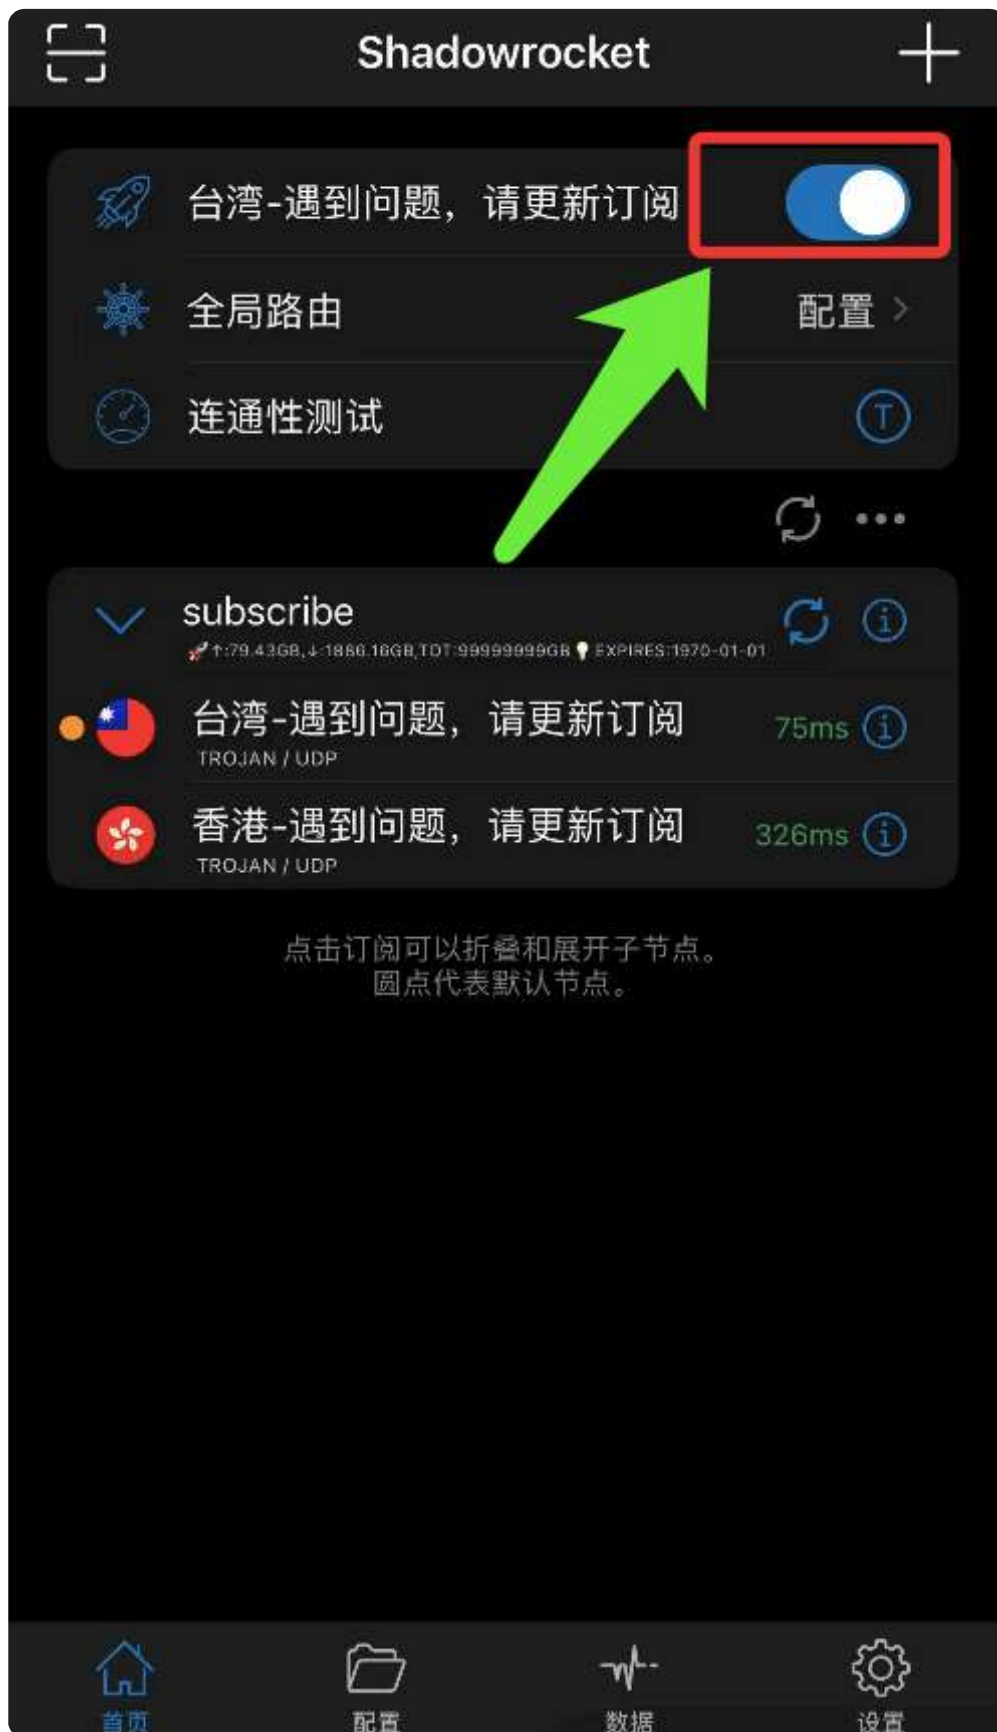 Shadowrocket
台湾-遇到问题，请更新订阅
全局路由
配置
连通性测试
T
subscribe
🚀↑:79.43GB,↓:1886.16GB,TOT:99999999GB💡EXPIRES:1970-01-01
台湾-遇到问题，请更新订阅
75ms
TROJAN / UDP
香港-遇到问题，请更新订阅
326ms
TROJAN / UDP
点击订阅可以折叠和展开子节点。
圆点代表默认节点。
首页 配置 数据 设置